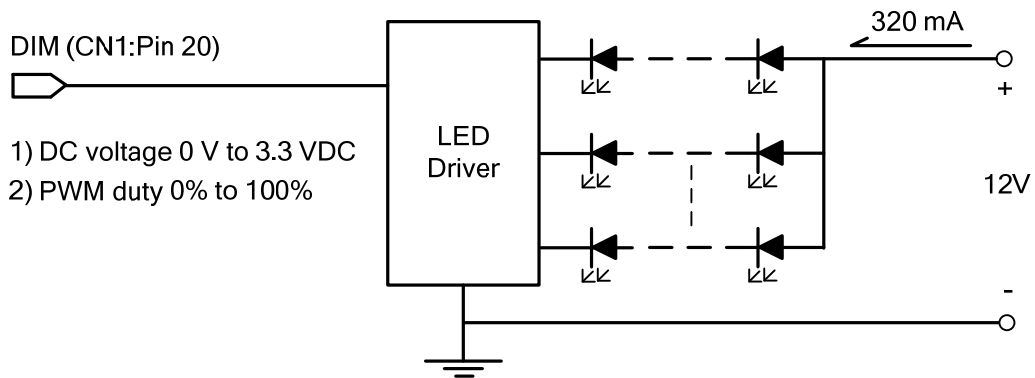 320 mA
DIM (CN1:Pin 20)
+
LED
Driver
1) DC voltage 0 V to 3.3 VDC
2) PWM duty 0% to 100%
12V
-